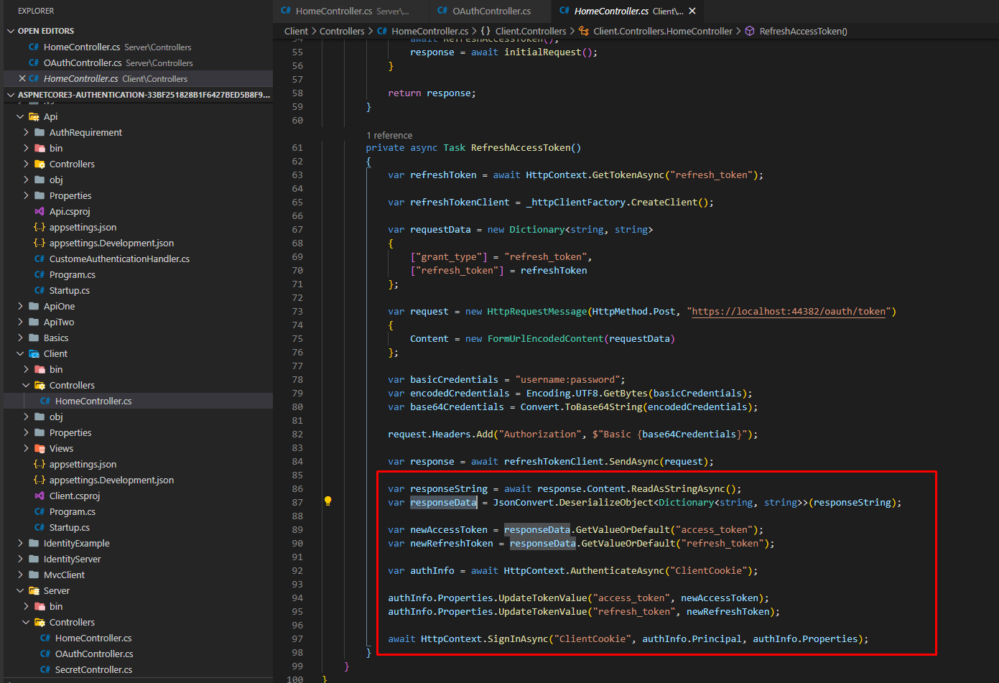 EXPLORER
OPEN EDITORS
C# HomeController.cs Server\Controllers
C# OAuthController.cs Server\Controllers
C# HomeController.cs Client\Controllers
ASPNETCORE3-AUTHENTICATION-33BF251828B1F6427BED5B8F9...
Api
AuthRequirement
bin
Controllers
obj
Properties
Api.csproj
{..} appsettings.json
{..} appsettings.Development.json
C# CustomeAuthenticationHandler.cs
C# Program.cs
C# Startup.cs
ApiOne
ApiTwo
Basics
Client
bin
Controllers
C# HomeController.cs
obj
Properties
Views
{..} appsettings.json
{..} appsettings.Development.json
Client.csproj
C# Program.cs
C# Startup.cs
IdentityExample
IdentityServer
MvcClient
Server
bin
Controllers
C# HomeController.cs
C# OAuthController.cs
C# SecretController.cs
C# HomeController.cs Server\... C# OAuthController.cs C# HomeController.cs Client\...
Client > Controllers > C# HomeController.cs > {} Client.Controllers > Client.Controllers.HomeController > RefreshAccessToken()
54 await RefreshAccessToken();
55 response = await initialRequest();
56 }
57
58 return response;
59 }
60
1 reference
61 private async Task RefreshAccessToken()
62 {
63 var refreshToken = await HttpContext.GetTokenAsync("refresh_token");
64
65 var refreshTokenClient = _httpClientFactory.CreateClient();
66
67 var requestData = new Dictionary<string, string>
68 {
69 ["grant_type"] = "refresh_token",
70 ["refresh_token"] = refreshToken
71 };
72
73 var request = new HttpRequestMessage(HttpMethod.Post, "https://localhost:44382/oauth/token")
74 {
75 Content = new FormUrlEncodedContent(requestData)
76 };
77
78 var basicCredentials = "username:password";
79 var encodedCredentials = Encoding.UTF8.GetBytes(basicCredentials);
80 var base64Credentials = Convert.ToBase64String(encodedCredentials);
81
82 request.Headers.Add("Authorization", $"Basic {base64Credentials}");
83
84 var response = await refreshTokenClient.SendAsync(request);
85
86 var responseString = await response.Content.ReadAsStringAsync();
87 var responseData = JsonConvert.DeserializeObject<Dictionary<string, string>>(responseString);
88
89 var newAccessToken = responseData.GetValueOrDefault("access_token");
90 var newRefreshToken = responseData.GetValueOrDefault("refresh_token");
91
92 var authInfo = await HttpContext.AuthenticateAsync("ClientCookie");
93
94 authInfo.Properties.UpdateTokenValue("access_token", newAccessToken);
95 authInfo.Properties.UpdateTokenValue("refresh_token", newRefreshToken);
96
97 await HttpContext.SignInAsync("ClientCookie", authInfo.Principal, authInfo.Properties);
98 }
99 }
100 }